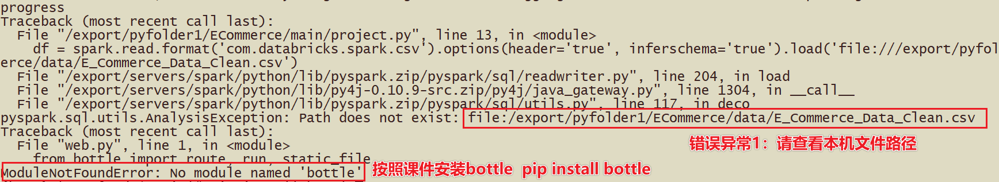 progress
Traceback (most recent call last):
  File "/export/pyfolder1/ECommerce/main/project.py", line 13, in <module>
    df = spark.read.format('com.databricks.spark.csv').options(header='true', inferschema='true').load('file:///export/pyfol
erce/data/E_Commerce_Data_Clean.csv')
  File "/export/servers/spark/python/lib/pyspark.zip/pyspark/sql/readwriter.py", line 204, in load
  File "/export/servers/spark/python/lib/py4j-0.10.9-src.zip/py4j/java_gateway.py", line 1304, in __call__
  File "/export/servers/spark/python/lib/pyspark.zip/pyspark/sql/utils.py", line 117, in deco
pyspark.sql.utils.AnalysisException: Path does not exist: file:/export/pyfolder1/ECommerce/data/E_Commerce_Data_Clean.csv
Traceback (most recent call last):
错误异常1：请查看本机文件路径
  File "web.py", line 1, in <module>
    from bottle import route, run, static_file
ModuleNotFoundError: No module named 'bottle' 按照课件安装bottle pip install bottle